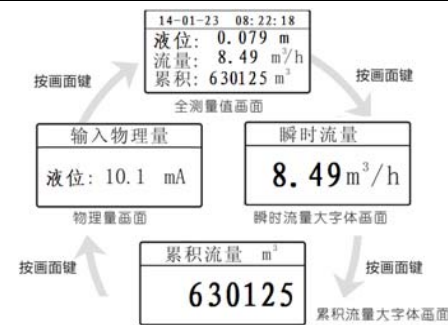 14-01-23 08:22:18
液位: 0.079 m
流量: 8.49 m³/h
累积: 630125 m³
按画面键
按画面键
全测量值画面
输入物理量
液位: 10.1 mA
物理量画面
瞬时流量
8.49m³/h
瞬时流量大字体画面
按画面键
按画面键
累积流量 m³
630125
累积流量大字体画面